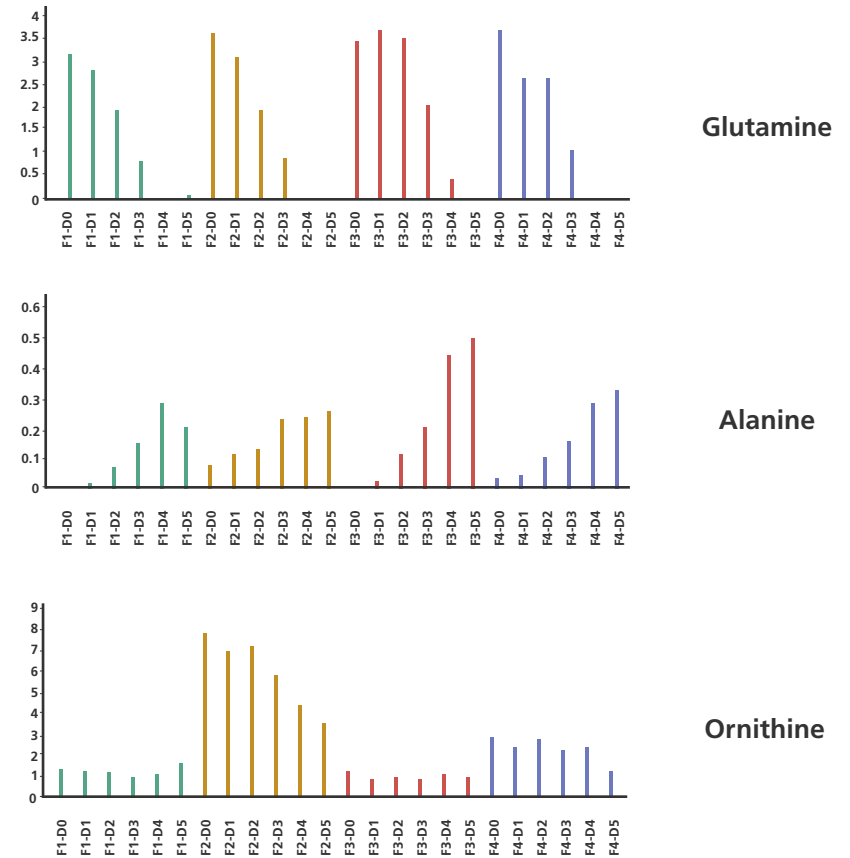 4
3.5
3
2.5
2
1.5
1
0.5
0
F1-D0
F1-D1
F1-D2
F1-D3
F1-D4
F1-D5
F2-D0
F2-D1
F2-D2
F2-D3
F2-D4
F2-D5
F3-D0
F3-D1
F3-D2
F3-D3
F3-D4
F3-D5
F4-D0
F4-D1
F4-D2
F4-D3
F4-D4
F4-D5
Glutamine
0.6
0.5
0.4
0.3
0.2
0.1
0
F1-D0
F1-D1
F1-D2
F1-D3
F1-D4
F1-D5
F2-D0
F2-D1
F2-D2
F2-D3
F2-D4
F2-D5
F3-D0
F3-D1
F3-D2
F3-D3
F3-D4
F3-D5
F4-D0
F4-D1
F4-D2
F4-D3
F4-D4
F4-D5
Alanine
9
8
7
6
5
4
3
2
1
0
F1-D0
F1-D1
F1-D2
F1-D3
F1-D4
F1-D5
F2-D0
F2-D1
F2-D2
F2-D3
F2-D4
F2-D5
F3-D0
F3-D1
F3-D2
F3-D3
F3-D4
F3-D5
F4-D0
F4-D1
F4-D2
F4-D3
F4-D4
F4-D5
Ornithine